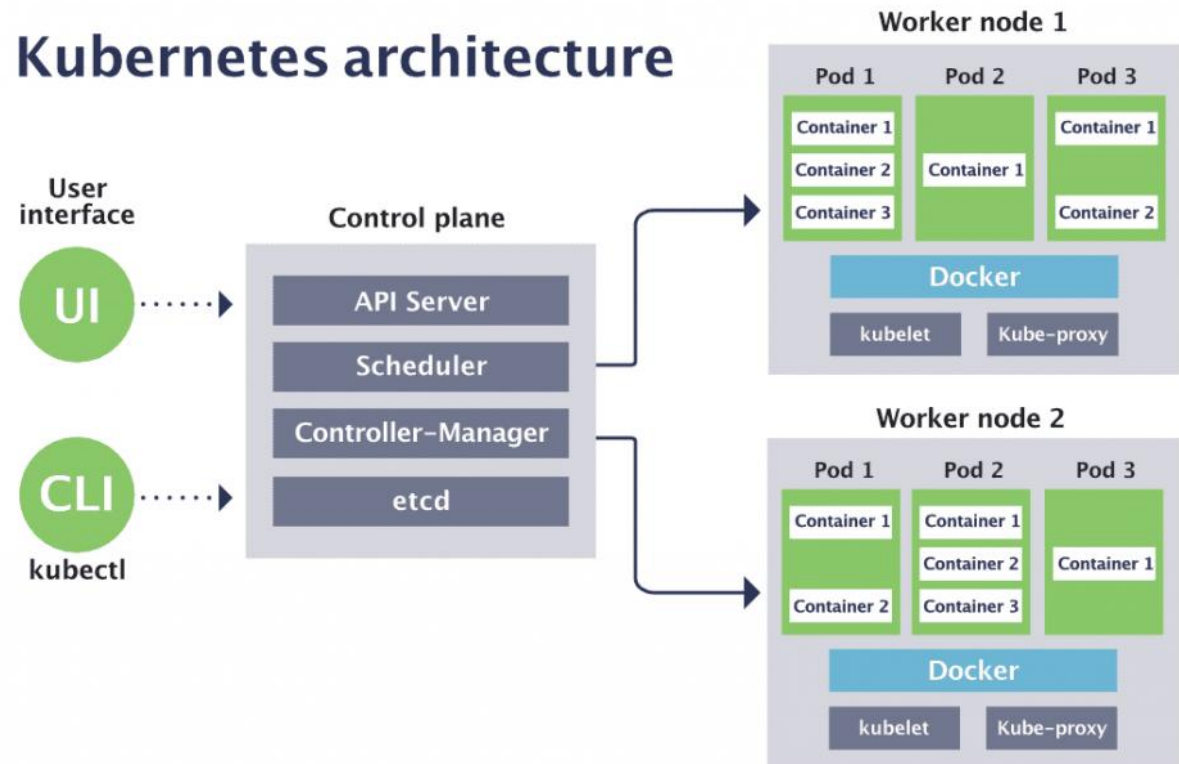 Kubernetes architecture
User
interface
UI
CLI
kubectl
Control plane
API Server
Scheduler
Controller-Manager
etcd
Worker node 1
Pod 1
Container 1
Container 2
Container 3
Pod 2
Container 1
Pod 3
Container 1
Container 2
Docker
kubelet
Kube-proxy
Worker node 2
Pod 1
Container 1
Container 2
Pod 2
Container 1
Container 2
Container 3
Pod 3
Container 1
Docker
kubelet
Kube-proxy